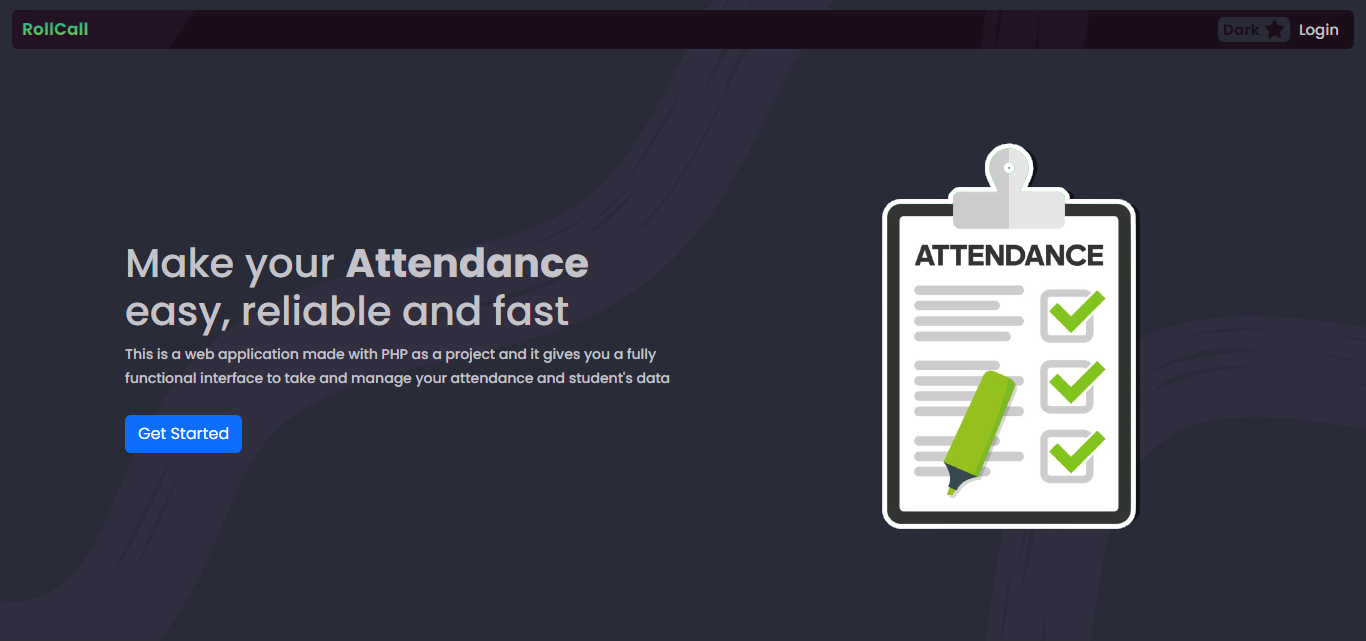 RollCall
Dark
Login
Make your Attendance
easy, reliable and fast
This is a web application made with PHP as a project and it gives you a fully
functional interface to take and manage your attendance and student's data
Get Started
ATTENDANCE